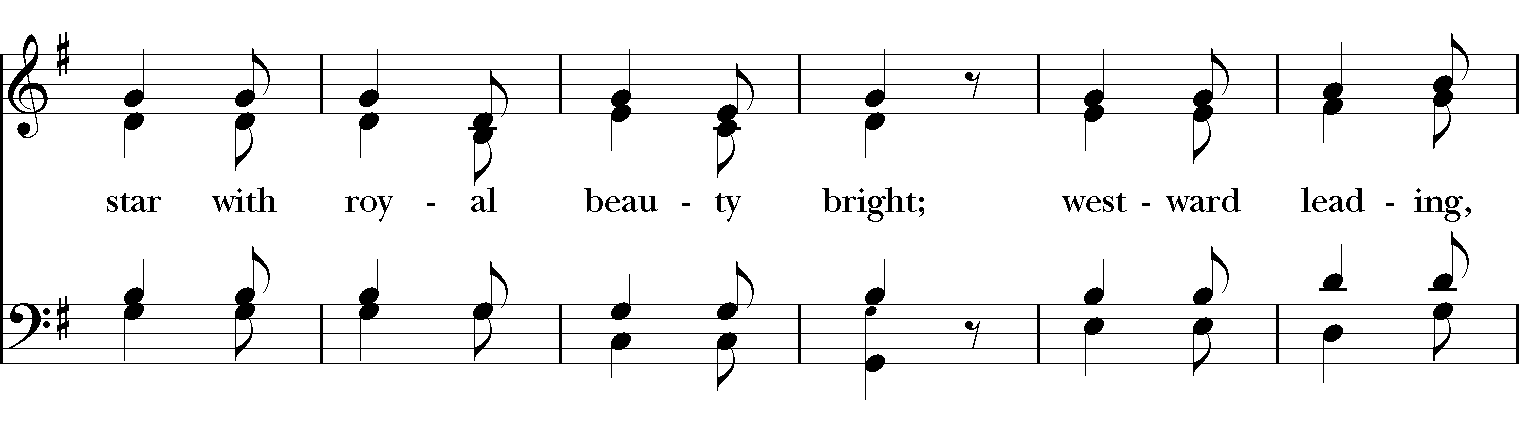 star with roy - al beau - ty bright; west - ward lead - ing,